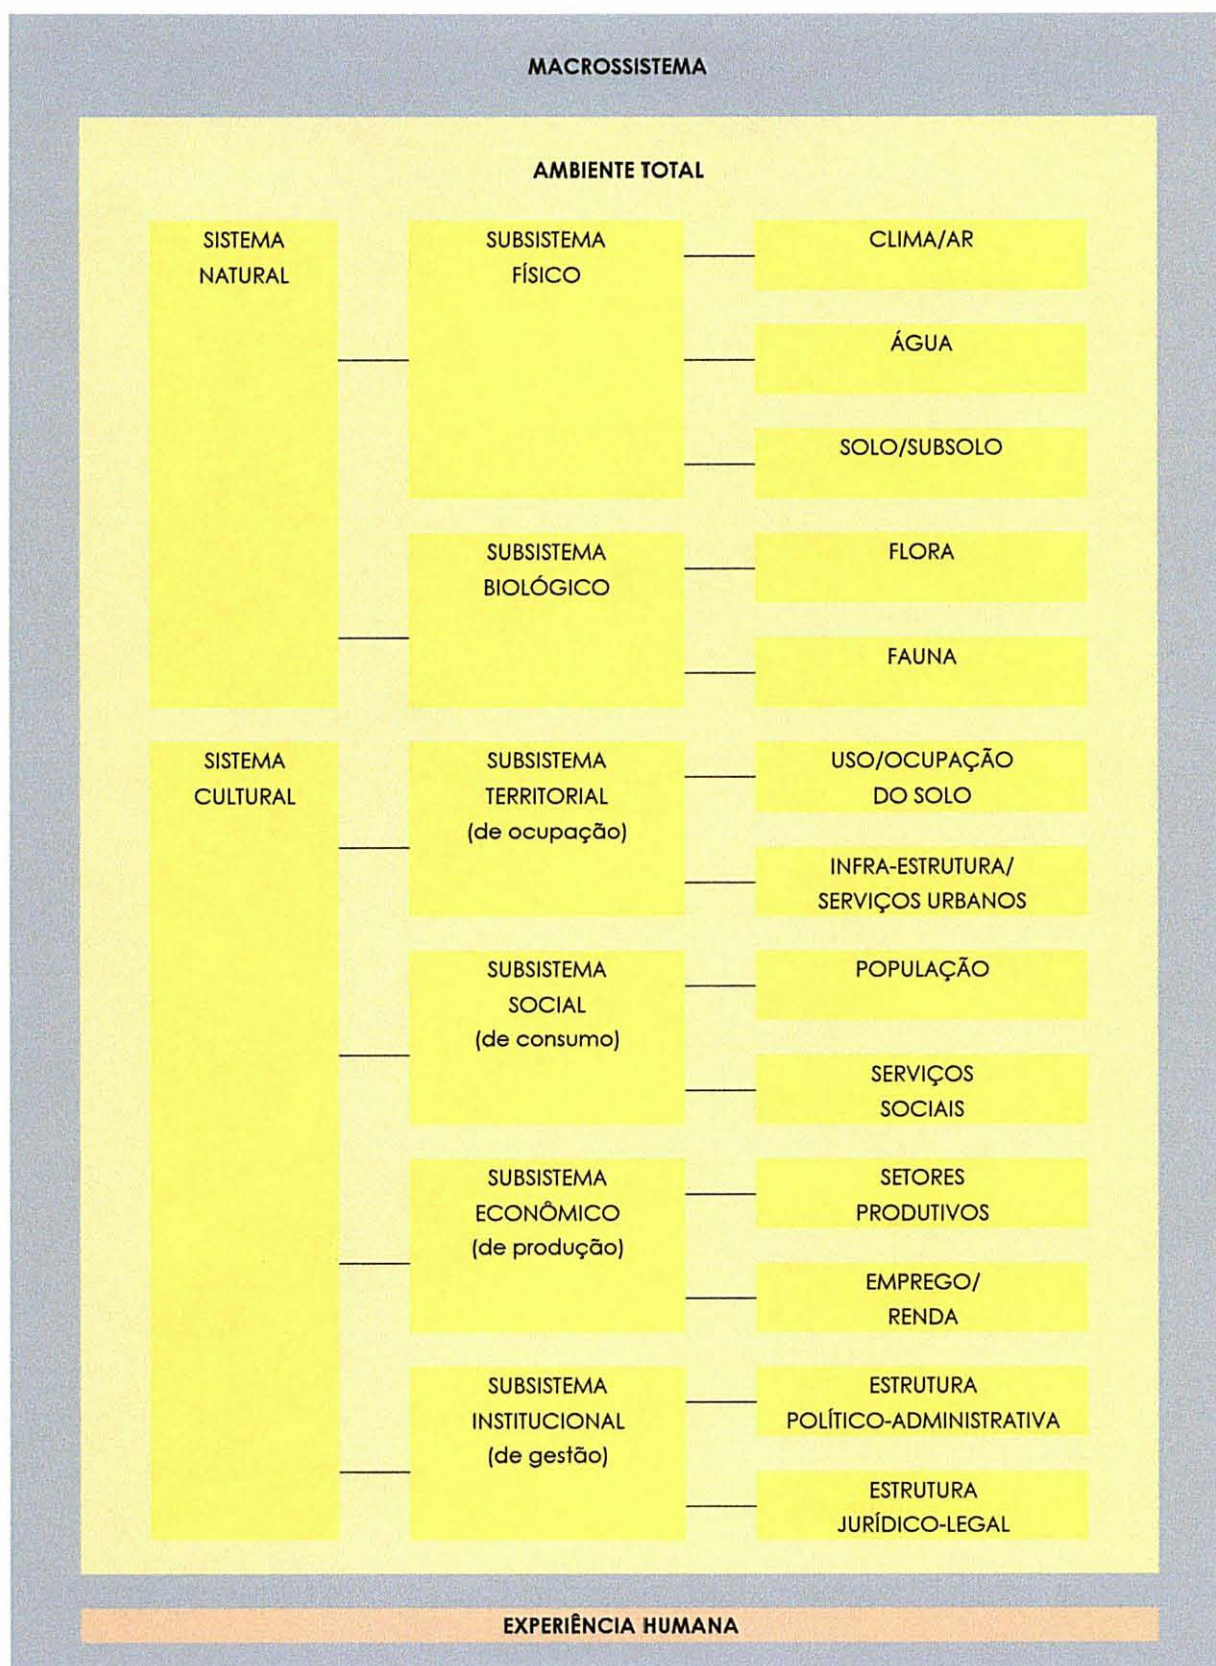 MACROSSISTEMA
AMBIENTE TOTAL
SISTEMA
NATURAL
SUBSISTEMA
FÍSICO
CLIMA/AR
ÁGUA
SOLO/SUBSOLO
SUBSISTEMA
BIOLÓGICO
FLORA
FAUNA
SISTEMA
CULTURAL
SUBSISTEMA
TERRITORIAL
(de ocupação)
USO/OCUPAÇÃO
DO SOLO
INFRA-ESTRUTURA/
SERVIÇOS URBANOS
SUBSISTEMA
SOCIAL
(de consumo)
POPULAÇÃO
SERVIÇOS
SOCIAIS
SUBSISTEMA
ECONÔMICO
(de produção)
SETORES
PRODUTIVOS
EMPREGO/
RENDA
SUBSISTEMA
INSTITUCIONAL
(de gestão)
ESTRUTURA
POLÍTICO-ADMINISTRATIVA
ESTRUTURA
JURÍDICO-LEGAL
EXPERIÊNCIA HUMANA